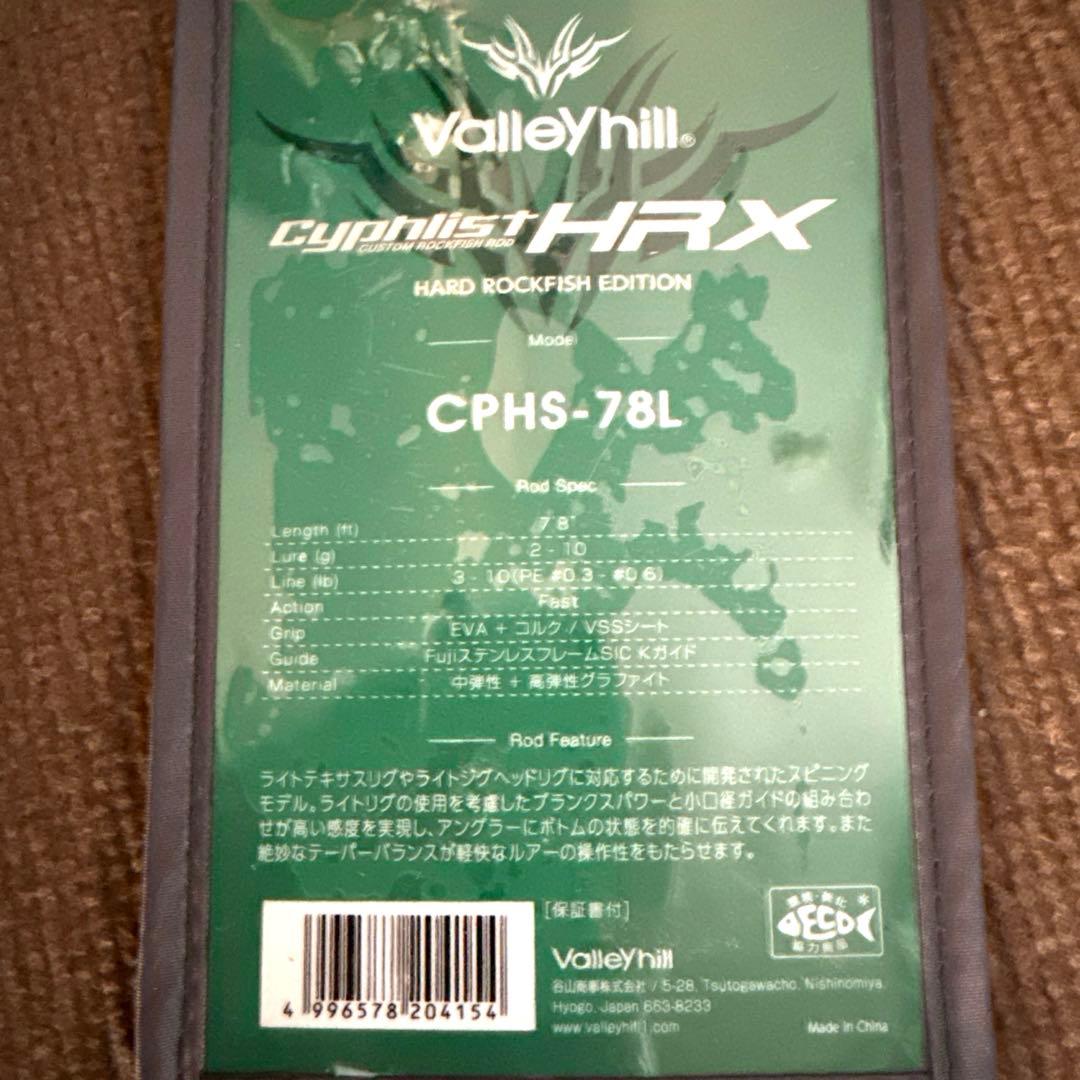 Valleyhill®
Cyphlist HRX
CUSTOM ROCKFISH ROD
HARD ROCKFISH EDITION
Model
CPHS-78L
Rod Spec
Length (ft) 7'8"
Lure (g) 2 - 10
Line (lb) 3 - 10(PE #0.3 - #0.6)
Action Fast
Grip EVA + コルク / VSSシート
Guide FujiステンレスフレームSIC Kガイド
Material 中弾性 + 高弾性グラファイト
Rod Feature
ライトテキサスリグやライトジグヘッドリグに対応するために開発されたスピニング
モデル。ライトリグの使用を考慮したブランクスパワーと小口径ガイドの組み合わ
せが高い感度を実現し、アングラーにボトムの状態を的確に伝えてくれます。また
絶妙なテーパーバランスが軽快なルアーの操作性をもたらせます。
[保証書付]
環境・美化
ECO
協力商品
Valleyhill
谷山商事株式会社 / 5-28, Tsutogawacho, Nishinomiya,
Hyogo, Japan 663-8233
www.valleyhill1.com
Made in China
4 996578 204154